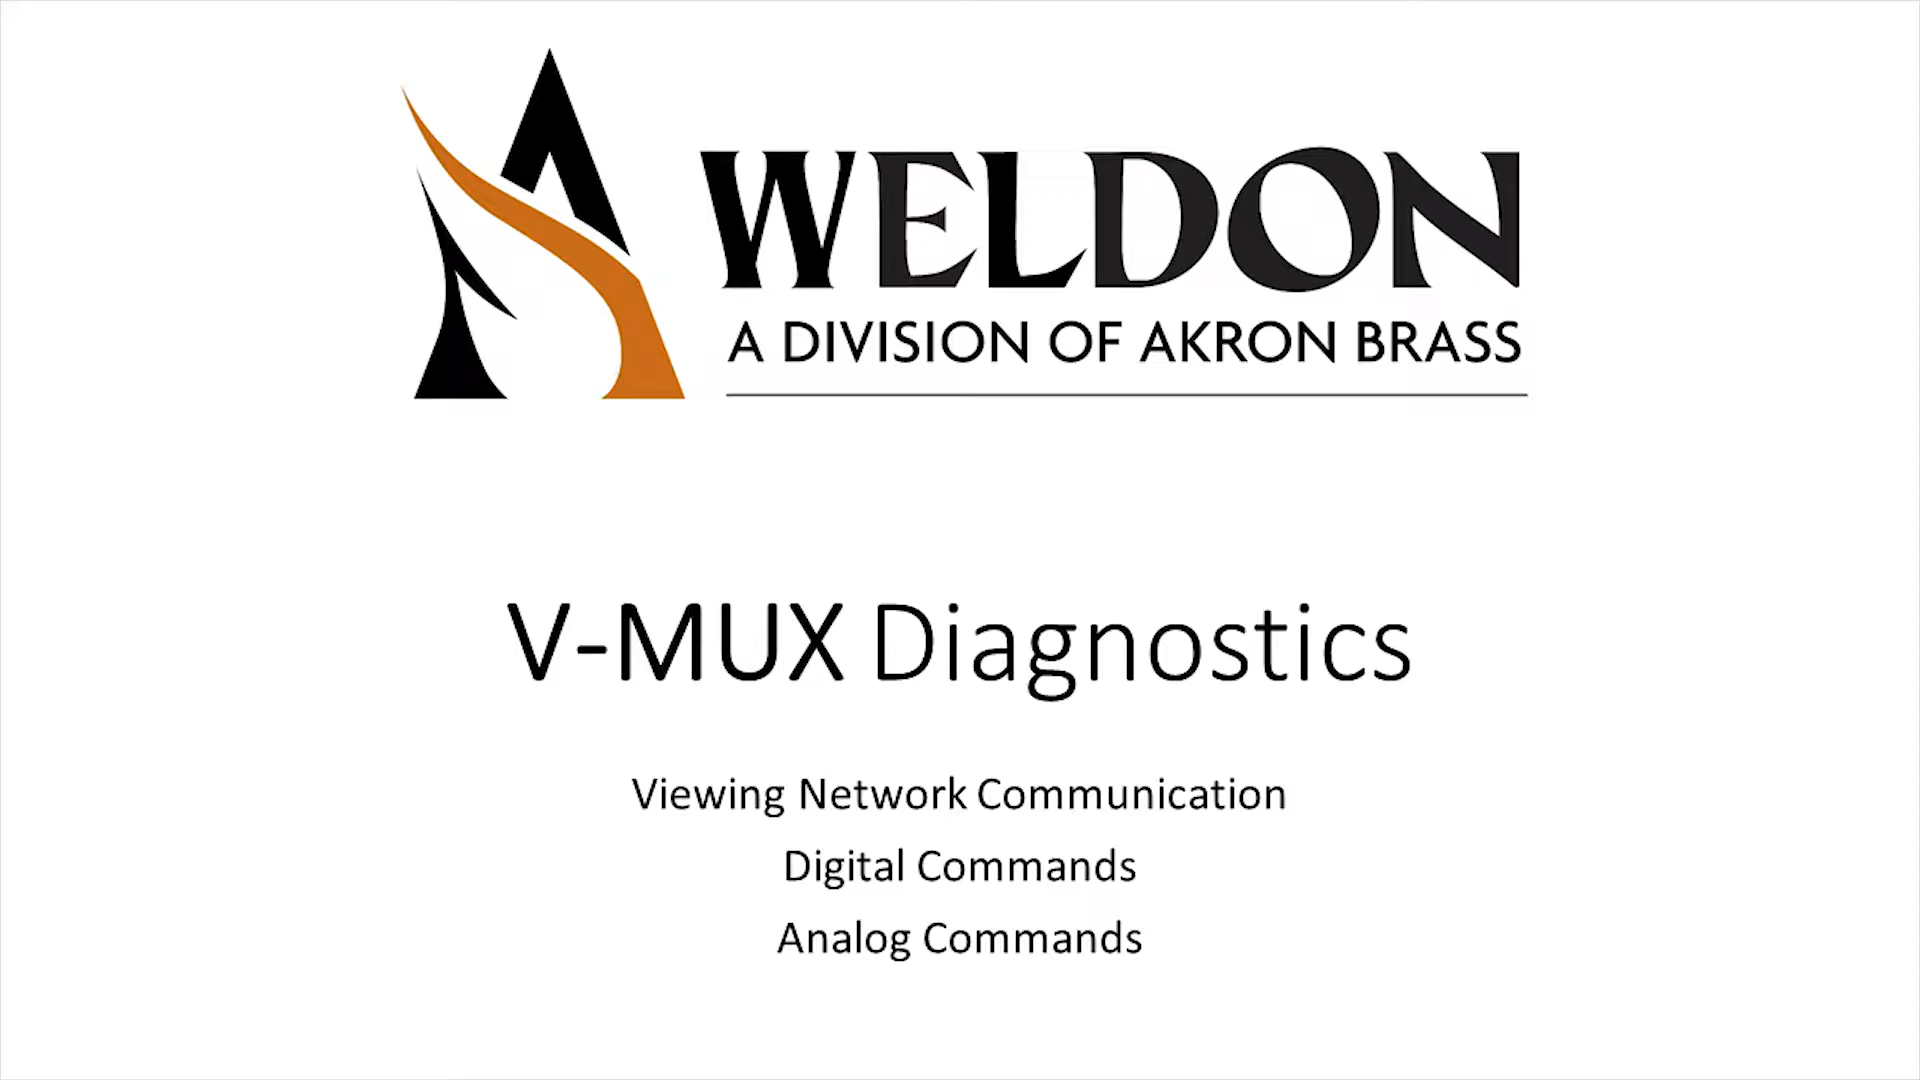 WELDON
A DIVISION OF AKRON BRASS
V-MUX Diagnostics
Viewing Network Communication
Digital Commands
Analog Commands